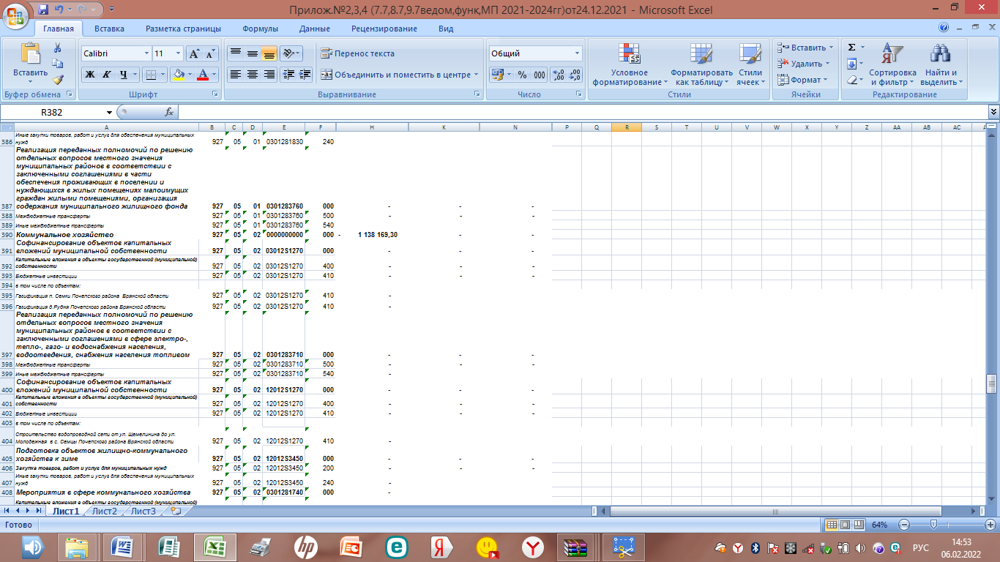 Прилож.№2,3,4 (7.7,8.7,9.7ведом,функ,МП 2021-2024гг)от24.12.2021 - Microsoft Excel
Главная Вставка Разметка страницы Формулы Данные Рецензирование Вид
Calibri 11 Перенос текста Общий Вставить
Вставить Ж К Ч Объединить и поместить в центре % 000 Условное форматирование Форматировать как таблицу Стили ячеек Удалить Формат Сортировка и фильтр Найти и выделить
Буфер обмена Шрифт Выравнивание Число Стили Ячейки Редактирование
R382 fx
A B C D E F H K N P Q R S T U V W X Y Z AA AB AC
Иные закупки товаров, работ и услуг для обеспечения муниципальных
386 нужд 927 05 01 0301281830 240
Реализация переданных полномочий по решению
отдельных вопросов местного значения
муниципальных районов в соответствии с
заключенными соглашениями в части
обеспечения проживающих в поселении и
нуждающихся в жилых помещениях малоимущих
граждан жилыми помещениями, организация
387 содержания муниципального жилищного фонда 927 05 01 0301283760 000 - - -
388 Межбюджетные трансферты 927 05 01 0301283760 500 - - -
389 Иные межбюджетные трансферты 927 05 01 0301283760 540 - - -
390 Коммунальное хозяйство 927 05 02 0000000000 000 - 1 138 169,30 - -
Софинансирование объектов капитальных
391 вложений муниципальной собственности 927 05 02 03012S1270 000 - - -
Капитальные вложения в объекты государственной (муниципальной)
392 собственности 927 05 02 03012S1270 400 - - -
393 Бюджетные инвестиции 927 05 02 03012S1270 410 - - -
394 в том числе по объектам:
395 Газификация п. Семки Почепского района Брянской области 927 05 02 03012S1270 410 -
396 Газификация д.Рудня Почепского района Брянской области 927 05 02 03012S1270 410 -
Реализация переданных полномочий по решению
отдельных вопросов местного значения
муниципальных районов в соответствии с
заключенными соглашениями в сфере электро-,
тепло-, газо- и водоснабжения населения,
397 водоотведения, снабжения населения топливом 927 05 02 0301283710 000 - - -
398 Межбюджетные трансферты 927 05 02 0301283710 500 - - -
399 Иные межбюджетные трансферты 927 05 02 0301283710 540 -
Софинансирование объектов капитальных
400 вложений муниципальной собственности 927 05 02 12012S1270 000 - - -
Капитальные вложения в объекты государственной (муниципальной)
401 собственности 927 05 02 12012S1270 400 - - -
402 Бюджетные инвестиции 927 05 02 12012S1270 410 - - -
403 в том числе по объектам:
Строительство водопроводной сети от ул. Щемелинина до ул.
404 Молодежная в с. Семцы Почепского района Брянской области 927 05 02 12012S1270 410 -
Подготовка объектов жилищно-коммунального
405 хозяйства к зиме 927 05 02 12012S3450 000 - - -
406 Закупка товаров, работ и услуг для муниципальных нужд 927 05 02 12012S3450 200 - - -
Иные закупки товаров, работ и услуг для обеспечения муниципальных
407 нужд 927 05 02 12012S3450 240 -
408 Мероприятия в сфере коммунального хозяйства 927 05 02 0301281740 000 -
Капитальные вложения в объекты государственной (муниципальной)
Лист1 Лист2 Лист3
Готово 64%
РУС 14:53
06.02.2022